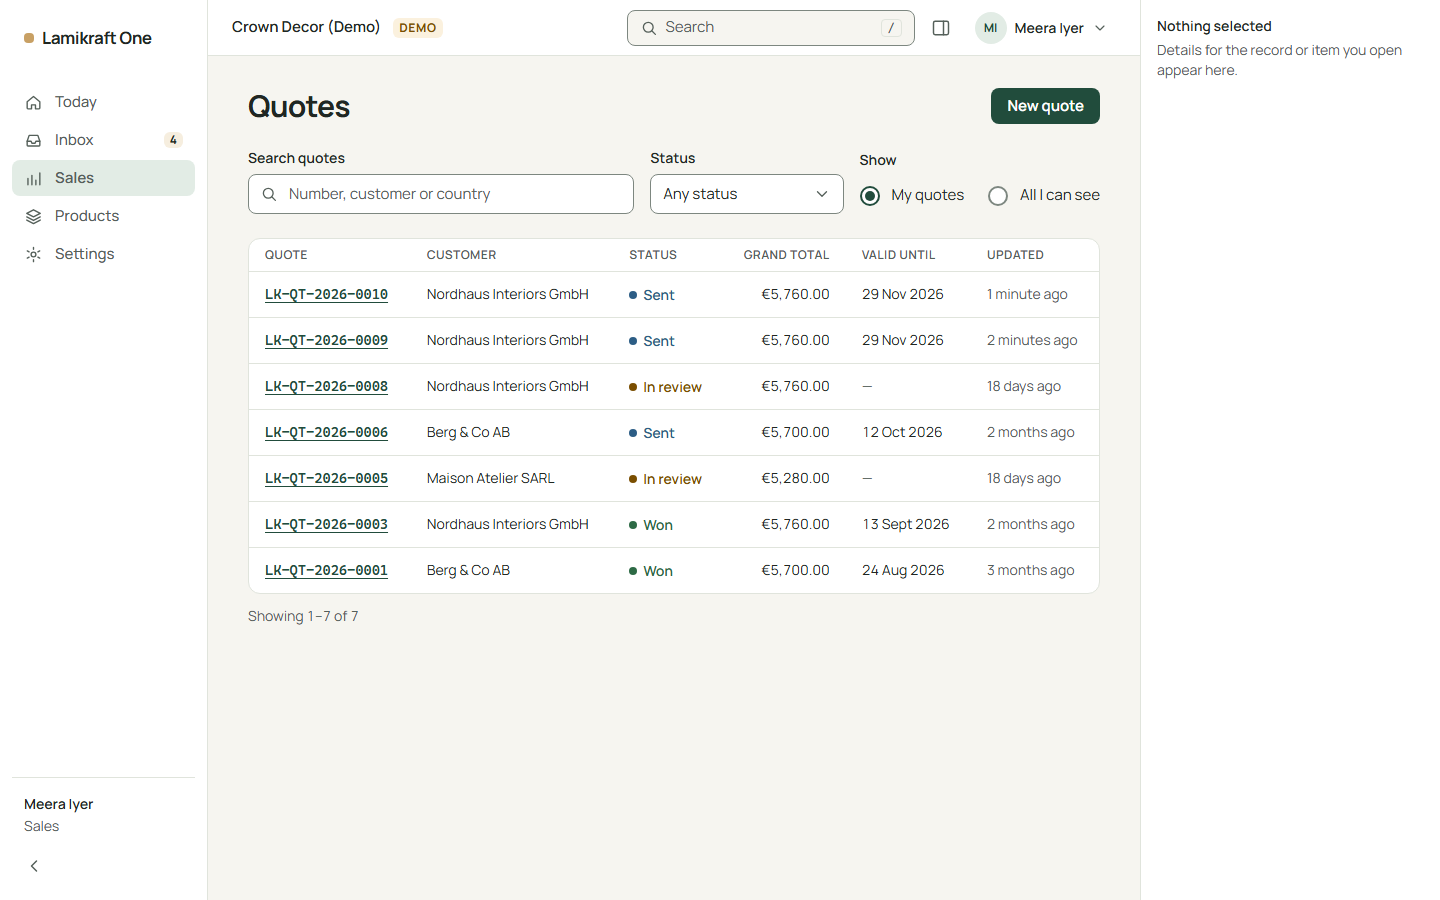 Lamikraft One
Today
Inbox 4
Sales
Products
Settings
Meera Iyer
Sales
Crown Decor (Demo) DEMO
Search /
MI Meera Iyer
Quotes
New quote
Search quotes
Number, customer or country
Status
Any status
Show
My quotes All I can see
QUOTE CUSTOMER STATUS GRAND TOTAL VALID UNTIL UPDATED
LK-QT-2026-0010 Nordhaus Interiors GmbH Sent €5,760.00 29 Nov 2026 1 minute ago
LK-QT-2026-0009 Nordhaus Interiors GmbH Sent €5,760.00 29 Nov 2026 2 minutes ago
LK-QT-2026-0008 Nordhaus Interiors GmbH In review €5,760.00 — 18 days ago
LK-QT-2026-0006 Berg & Co AB Sent €5,700.00 12 Oct 2026 2 months ago
LK-QT-2026-0005 Maison Atelier SARL In review €5,280.00 — 18 days ago
LK-QT-2026-0003 Nordhaus Interiors GmbH Won €5,760.00 13 Sept 2026 2 months ago
LK-QT-2026-0001 Berg & Co AB Won €5,700.00 24 Aug 2026 3 months ago
Showing 1–7 of 7
Nothing selected
Details for the record or item you open
appear here.